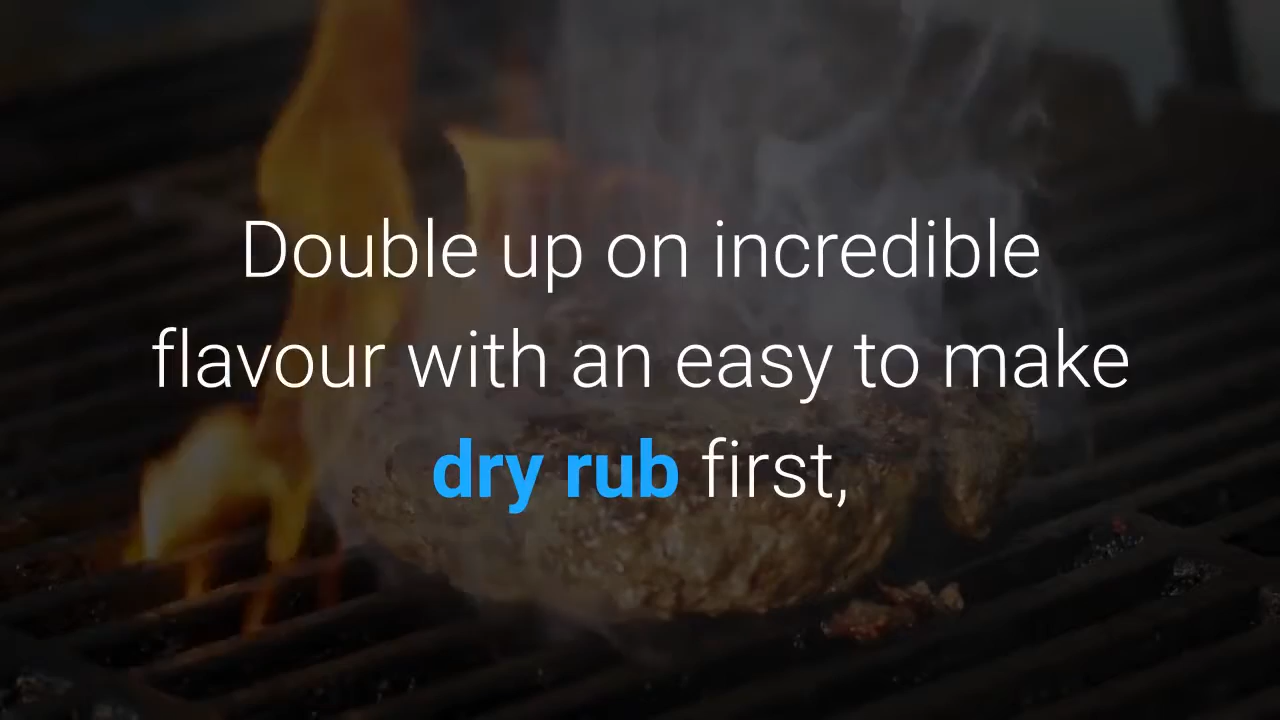 Double up on incredible
flavour with an easy to make
dry rub first,